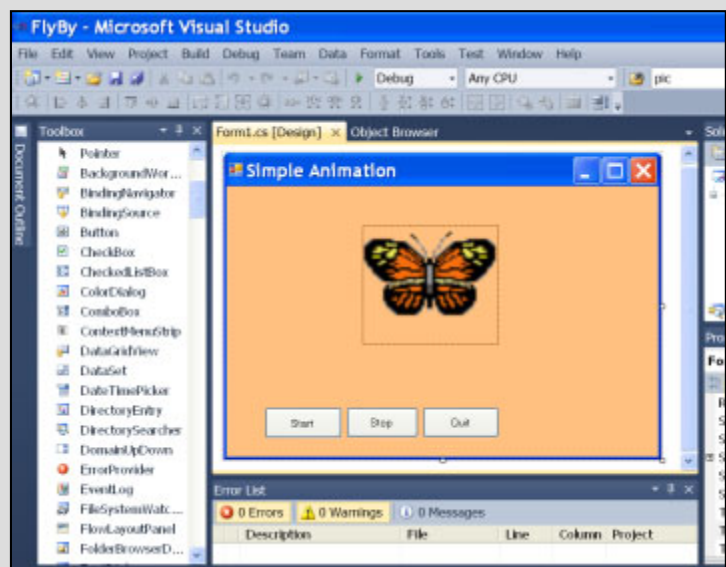 FlyBy - Microsoft Visual Studio
File Edit View Project Build Debug Team Data Format Tools Test Window Help
Debug Any CPU pic
Document Outline
Toolbox
Pointer
BackgroundWor...
BindingNavigator
BindingSource
Button
CheckBox
CheckedListBox
ColorDialog
ComboBox
ContextMenuStrip
DataGridView
DataSet
DateTimePicker
DirectoryEntry
DirectorySearcher
DomainUpDown
ErrorProvider
EventLog
FileSystemWatc...
FlowLayoutPanel
FolderBrowserD...
Form1.cs [Design] Object Browser
Simple Animation
Start Stop Quit
Error List
0 Errors 0 Warnings 0 Messages
Description File Line Column Project
Sol
Pro
Fo